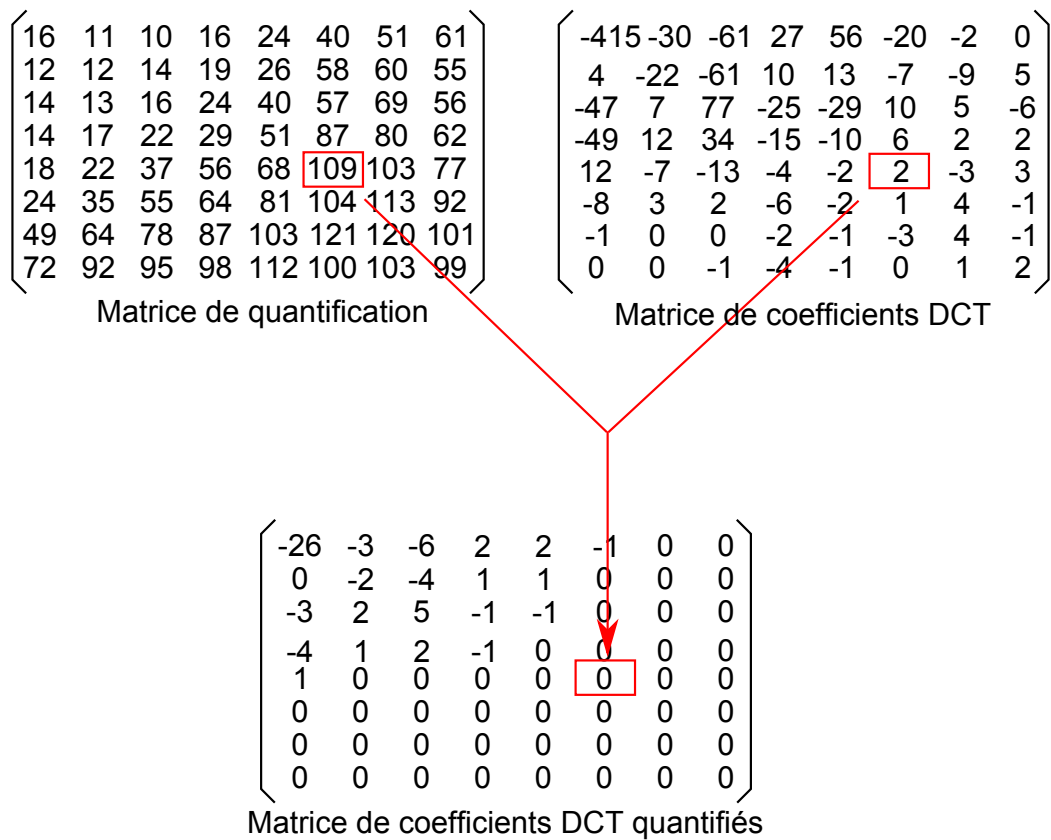 16 11 10 16 24 40 51 61
12 12 14 19 26 58 60 55
14 13 16 24 40 57 69 56
14 17 22 29 51 87 80 62
18 22 37 56 68 109 103 77
24 35 55 64 81 104 113 92
49 64 78 87 103 121 120 101
72 92 95 98 112 100 103 99
Matrice de quantification
-415 -30 -61 27 56 -20 -2 0
4 -22 -61 10 13 -7 -9 5
-47 7 77 -25 -29 10 5 -6
-49 12 34 -15 -10 6 2 2
12 -7 -13 -4 -2 2 -3 3
-8 3 2 -6 -2 1 4 -1
-1 0 0 -2 -1 -3 4 -1
0 0 -1 -4 -1 0 1 2
Matrice de coefficients DCT
-26 -3 -6 2 2 -1 0 0
0 -2 -4 1 1 0 0 0
-3 2 5 -1 -1 0 0 0
-4 1 2 -1 0 0 0 0
1 0 0 0 0 0 0 0
0 0 0 0 0 0 0 0
0 0 0 0 0 0 0 0
0 0 0 0 0 0 0 0
Matrice de coefficients DCT quantifiés